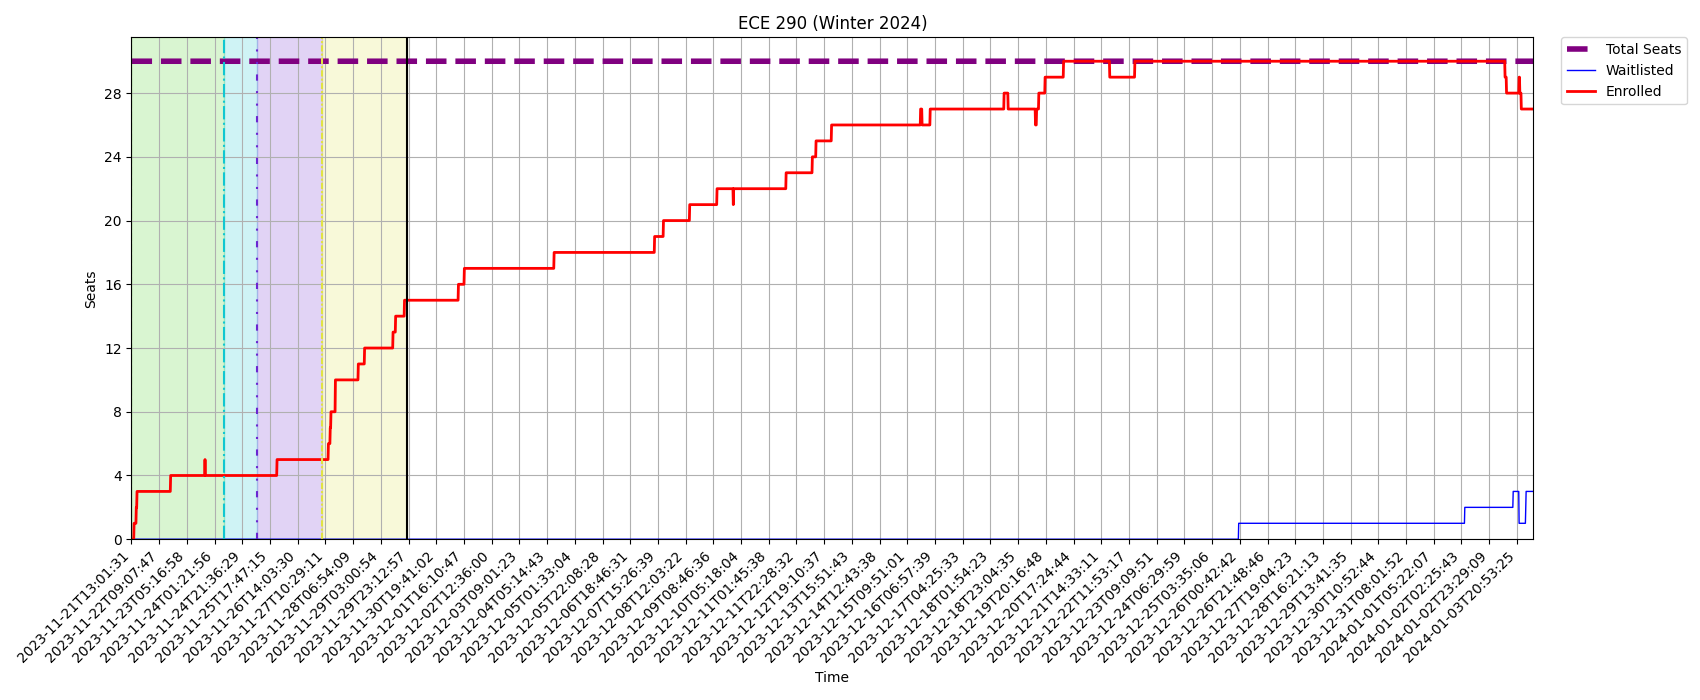 ECE 290 (Winter 2024)
Total Seats
Waitlisted
Enrolled
Seats
28
24
20
16
12
8
4
0
2023-11-21T13:01:31
2023-11-22T09:07:47
2023-11-23T05:16:58
2023-11-24T01:21:56
2023-11-24T21:36:29
2023-11-25T17:47:15
2023-11-26T14:03:30
2023-11-27T10:29:11
2023-11-28T06:54:09
2023-11-29T03:00:54
2023-11-29T23:12:57
2023-11-30T19:41:02
2023-12-01T16:10:47
2023-12-02T12:36:00
2023-12-03T09:01:23
2023-12-04T05:14:43
2023-12-05T01:33:04
2023-12-05T22:08:28
2023-12-06T18:46:31
2023-12-07T15:26:39
2023-12-08T12:03:22
2023-12-09T08:46:36
2023-12-10T05:18:04
2023-12-11T01:45:38
2023-12-11T22:28:32
2023-12-12T19:10:37
2023-12-13T15:51:43
2023-12-14T12:43:38
2023-12-15T09:51:01
2023-12-16T06:57:39
2023-12-17T04:25:33
2023-12-18T01:54:23
2023-12-18T23:04:35
2023-12-19T20:16:48
2023-12-20T17:24:44
2023-12-21T14:33:11
2023-12-22T11:53:17
2023-12-23T09:09:51
2023-12-24T06:29:59
2023-12-25T03:35:06
2023-12-26T00:42:42
2023-12-26T21:48:46
2023-12-27T19:04:23
2023-12-28T16:21:13
2023-12-29T13:41:35
2023-12-30T10:52:44
2023-12-31T08:01:52
2024-01-01T05:22:07
2024-01-02T02:25:43
2024-01-02T23:29:09
2024-01-03T20:53:25
Time